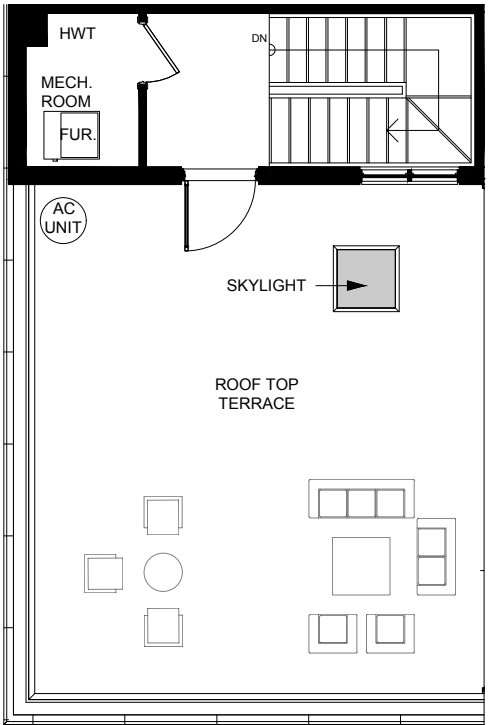 HWT
DN
MECH.
ROOM
FUR.
AC
UNIT
SKYLIGHT
ROOF TOP
TERRACE